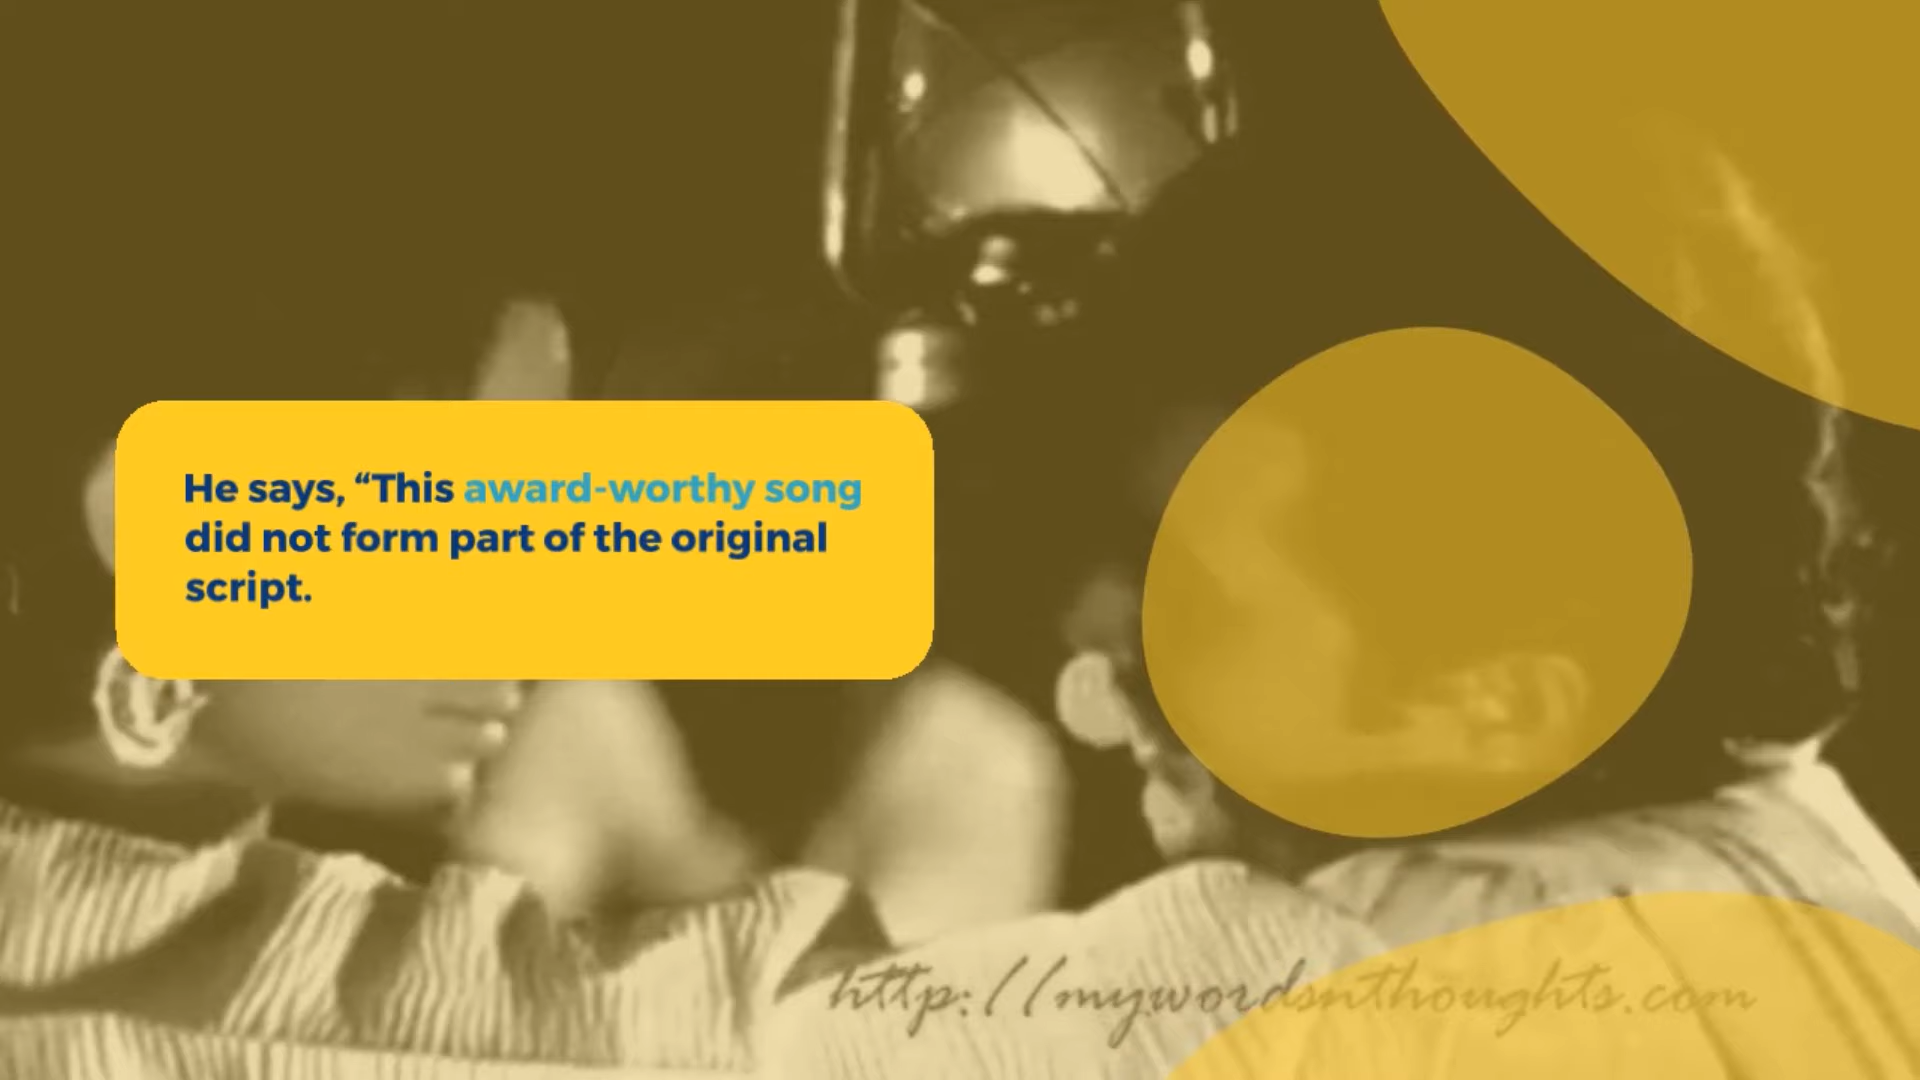 He says, “This award-worthy song
did not form part of the original
script.
http://mywordsnthoughts.com